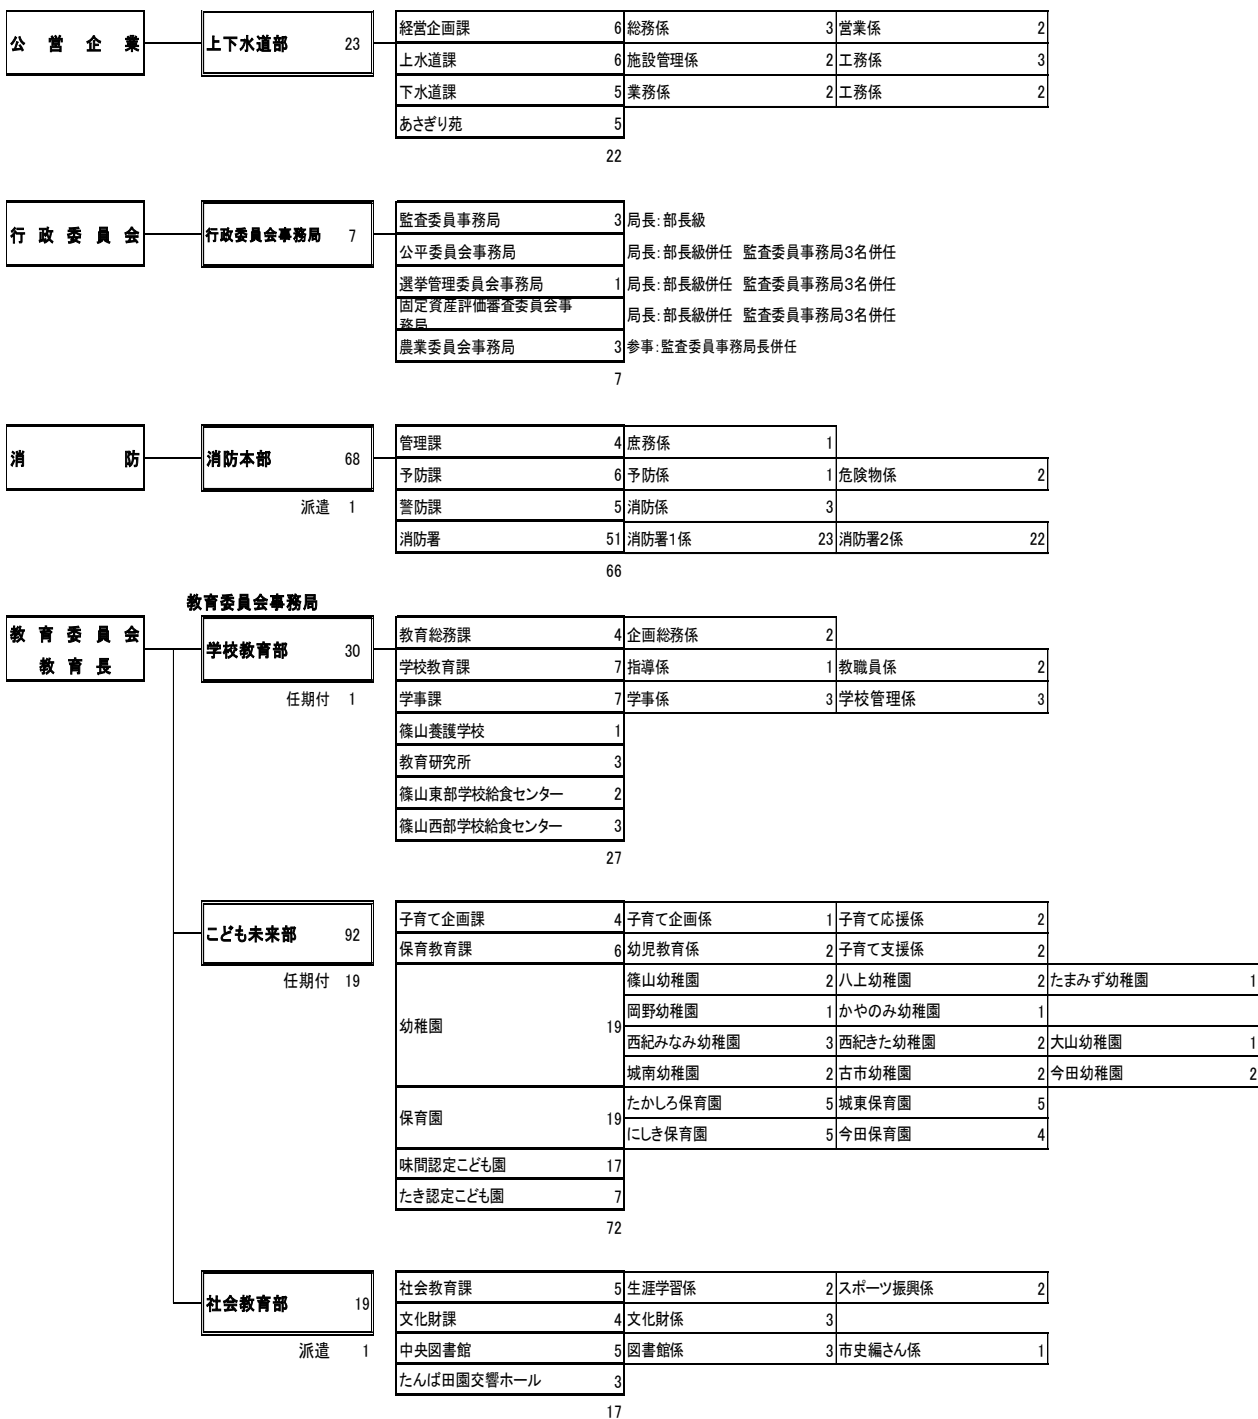 公営企業 上下水道部 23
経営企画課 6 総務係 3 営業係 2
上水道課 6 施設管理係 2 工務係 3
下水道課 5 業務係 2 工務係 2
あさぎり苑 5
22
行政委員会 行政委員会事務局 7
監査委員事務局 3 局長：部長級
公平委員会事務局 局長：部長級併任 監査委員事務局3名併任
選挙管理委員会事務局 1 局長：部長級併任 監査委員事務局3名併任
固定資産評価審査委員会事
務局 局長：部長級併任 監査委員事務局3名併任
農業委員会事務局 3 参事：監査委員事務局長併任
7
消防 消防本部 68
派遣 1
管理課 4 庶務係 1
予防課 6 予防係 1 危険物係 2
警防課 5 消防係 3
消防署 51 消防署1係 23 消防署2係 22
66
教育委員会事務局
教育委員会
教育長
学校教育部 30
任期付 1
教育総務課 4 企画総務係 2
学校教育課 7 指導係 1 教職員係 2
学事課 7 学事係 3 学校管理係 3
篠山養護学校 1
教育研究所 3
篠山東部学校給食センター 2
篠山西部学校給食センター 3
27
こども未来部 92
任期付 19
子育て企画課 4 子育て企画係 1 子育て応援係 2
保育教育課 6 幼児教育係 2 子育て支援係 2
幼稚園 19
篠山幼稚園 2 八上幼稚園 2 たまみず幼稚園 1
岡野幼稚園 1 かやのみ幼稚園 1
西紀みなみ幼稚園 3 西紀きた幼稚園 2 大山幼稚園 1
城南幼稚園 2 古市幼稚園 2 今田幼稚園 2
保育園 19
たかしろ保育園 5 城東保育園 5
にしき保育園 5 今田保育園 4
味間認定こども園 17
たき認定こども園 7
72
社会教育部 19
派遣 1
社会教育課 5 生涯学習係 2 スポーツ振興係 2
文化財課 4 文化財係 3
中央図書館 5 図書館係 3 市史編さん係 1
たんば田園交響ホール 3
17